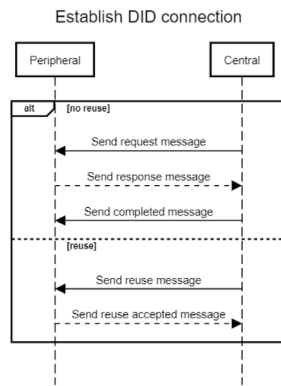 Establish DID connection
Peripheral
Central
alt
[no reuse]
Send request message
Send response message
Send completed message
[reuse]
Send reuse message
Send reuse accepted message